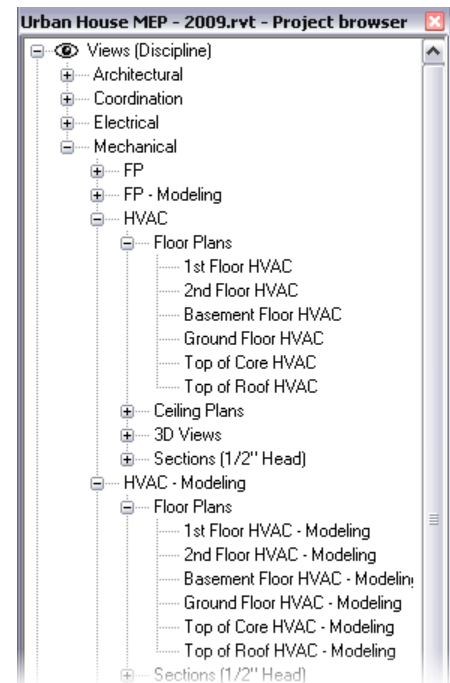 Urban House MEP - 2009.rvt - Project browser
Views (Discipline)
Architectural
Coordination
Electrical
Mechanical
FP
FP - Modeling
HVAC
Floor Plans
1st Floor HVAC
2nd Floor HVAC
Basement Floor HVAC
Ground Floor HVAC
Top of Core HVAC
Top of Roof HVAC
Ceiling Plans
3D Views
Sections (1/2" Head)
HVAC - Modeling
Floor Plans
1st Floor HVAC - Modeling
2nd Floor HVAC - Modeling
Basement Floor HVAC - Modeling
Ground Floor HVAC - Modeling
Top of Core HVAC - Modeling
Top of Roof HVAC - Modeling
Sections (1/2" Head)